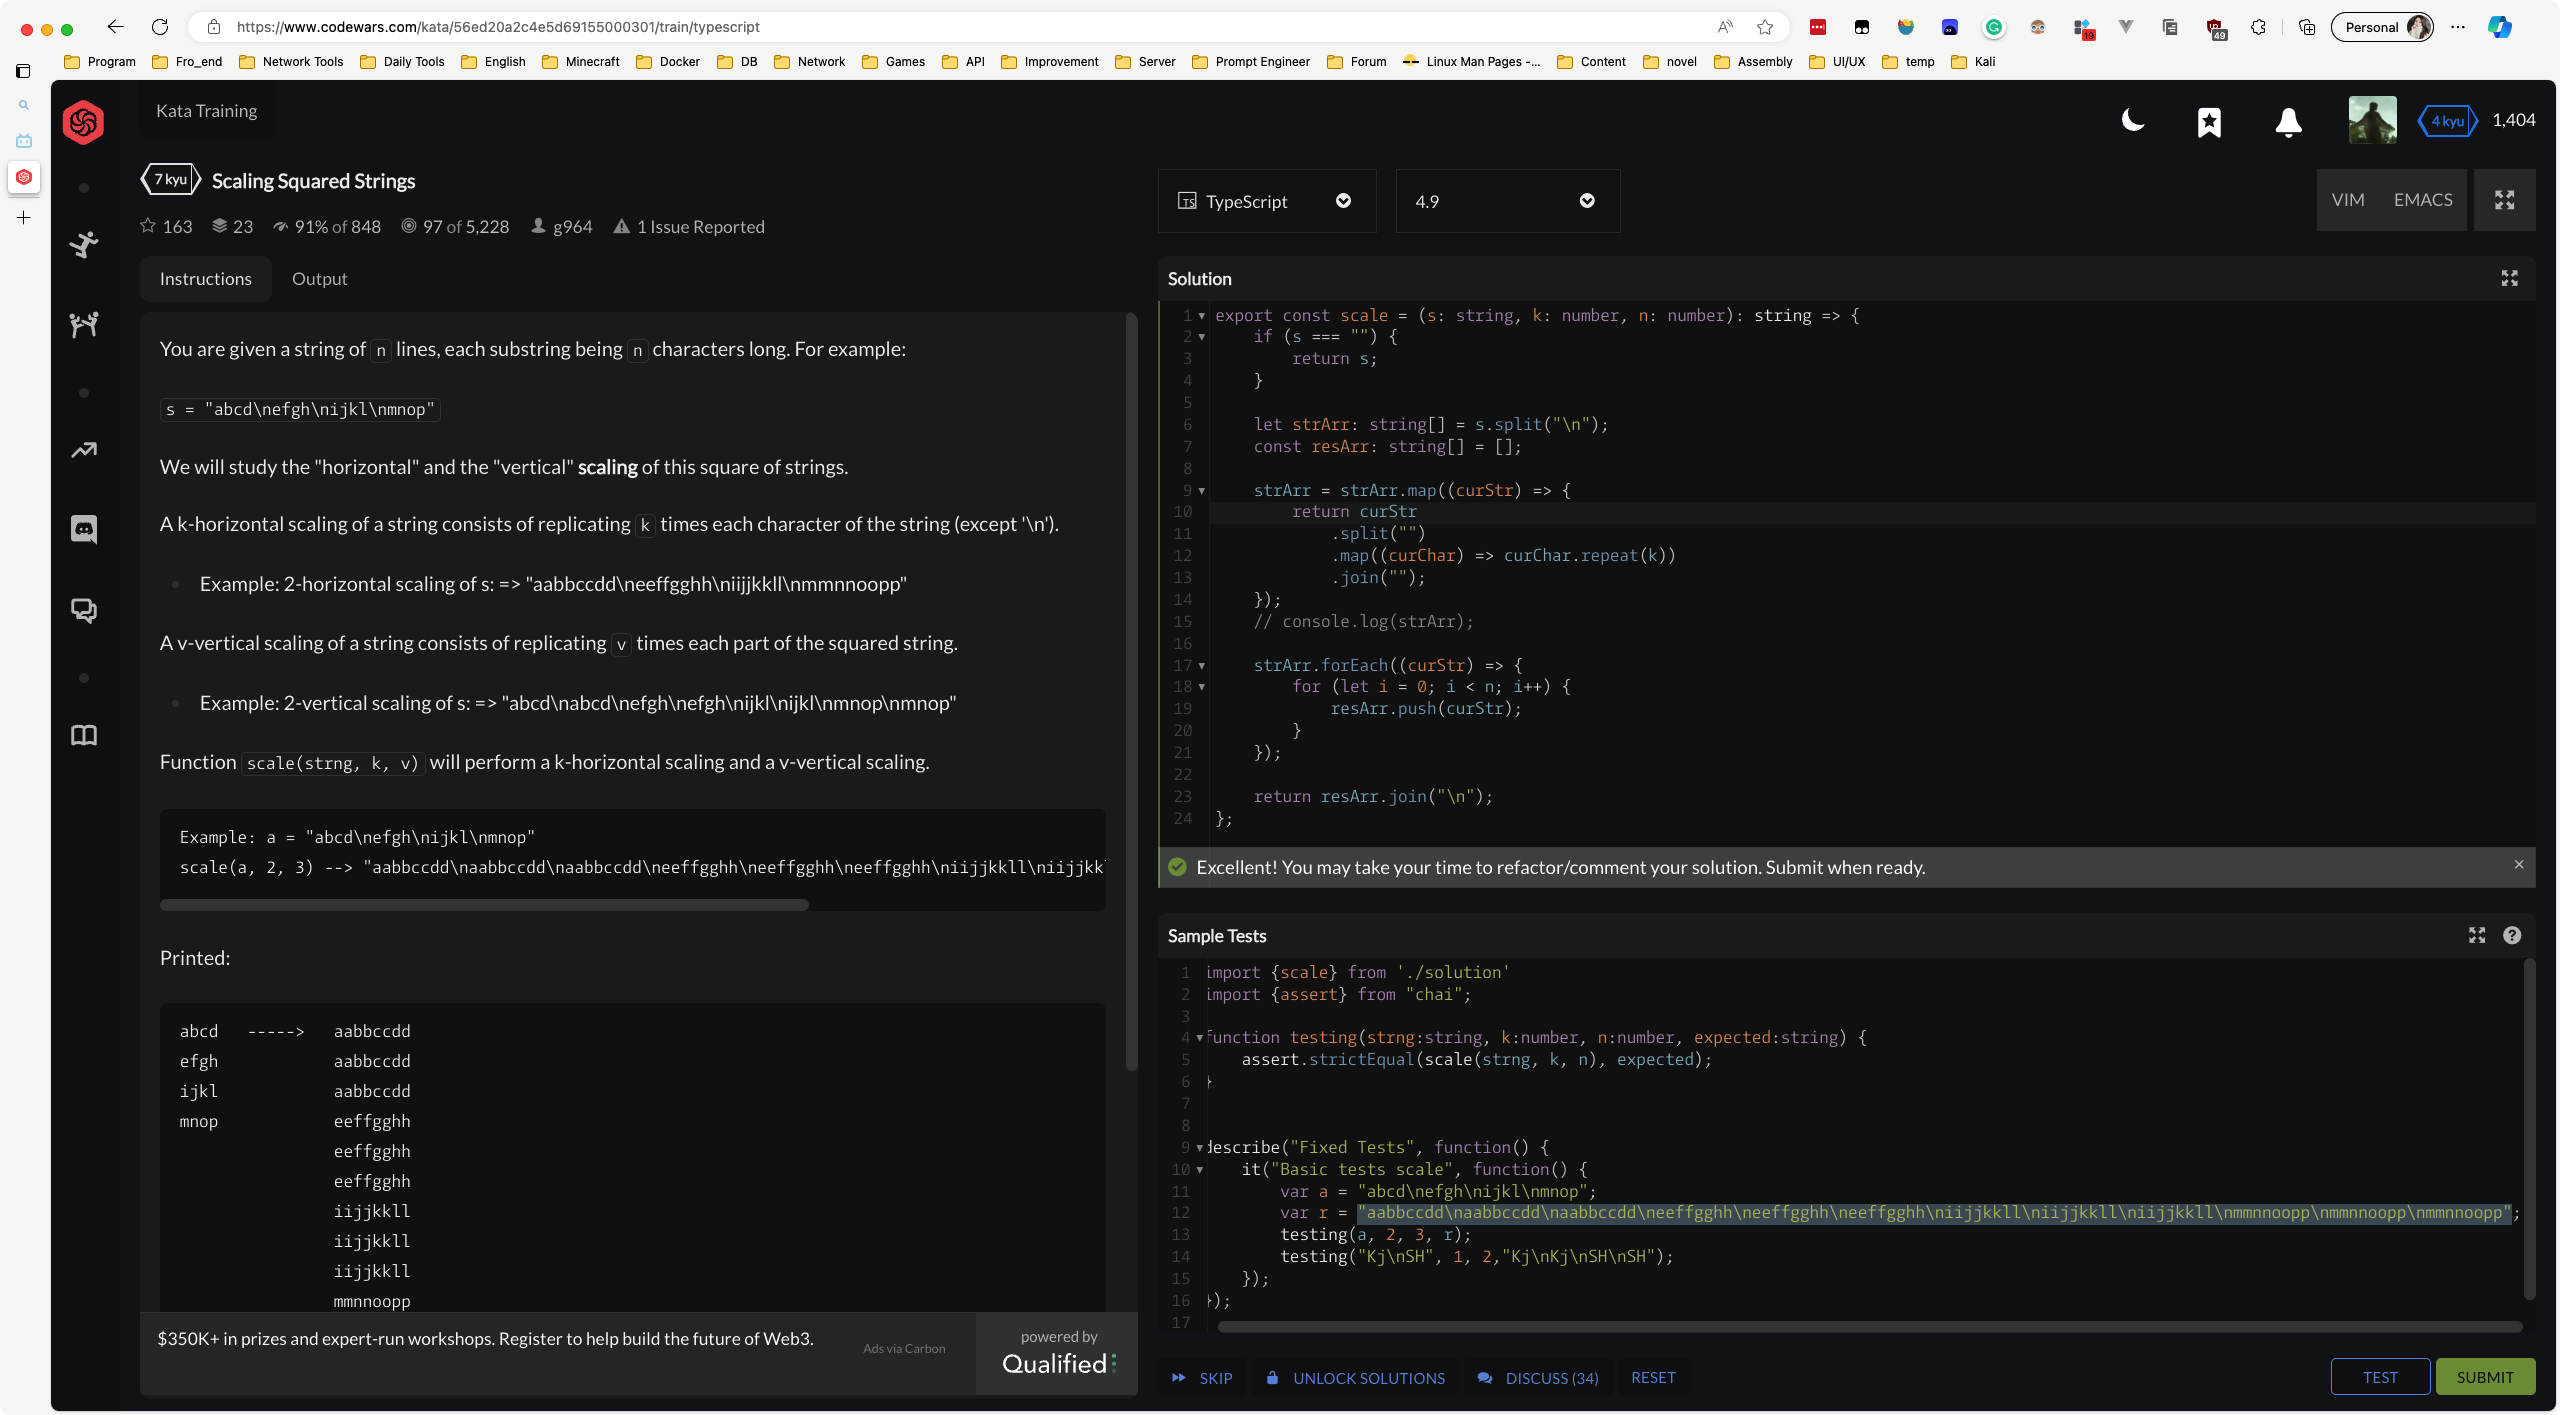 https://www.codewars.com/kata/56ed20a2c4e5d69155000301/train/typescript
19
49
Personal
Program Fro_end Network Tools Daily Tools English Minecraft Docker DB Network Games API Improvement Server Prompt Engineer Forum Linux Man Pages -... Content novel Assembly UI/UX temp Kali
Kata Training
4 kyu 1,404
7 kyu Scaling Squared Strings
163 23 91% of 848 97 of 5,228 g964 1 Issue Reported
Instructions Output
You are given a string of n lines, each substring being n characters long. For example:
s = "abcd\nefgh\nijkl\nmnop"
We will study the "horizontal" and the "vertical" scaling of this square of strings.
A k-horizontal scaling of a string consists of replicating k times each character of the string (except '\n').
Example: 2-horizontal scaling of s: => "aabbccdd\neeffgghh\niijjkkll\nmmnnoopp"
A v-vertical scaling of a string consists of replicating v times each part of the squared string.
Example: 2-vertical scaling of s: => "abcd\nabcd\nefgh\nefgh\nijkl\nijkl\nmnop\nmnop"
Function scale(strng, k, v) will perform a k-horizontal scaling and a v-vertical scaling.
Example: a = "abcd\nefgh\nijkl\nmnop"
scale(a, 2, 3) --> "aabbccdd\naabbccdd\naabbccdd\neeffgghh\neeffgghh\neeffgghh\niijjkkll\niijjkk
Printed:
abcd -----> aabbccdd
efgh aabbccdd
ijkl aabbccdd
mnop eeffgghh
eeffgghh
eeffgghh
iijjkkll
iijjkkll
iijjkkll
mmnnoopp
$350K+ in prizes and expert-run workshops. Register to help build the future of Web3.
Ads via Carbon
powered by
Qualified
TS TypeScript
4.9
VIM EMACS
Solution
1 export const scale = (s: string, k: number, n: number): string => {
2 if (s === "") {
3 return s;
4 }
5
6 let strArr: string[] = s.split("\n");
7 const resArr: string[] = [];
8
9 strArr = strArr.map((curStr) => {
10 return curStr
11 .split("")
12 .map((curChar) => curChar.repeat(k))
13 .join("");
14 });
15 // console.log(strArr);
16
17 strArr.forEach((curStr) => {
18 for (let i = 0; i < n; i++) {
19 resArr.push(curStr);
20 }
21 });
22
23 return resArr.join("\n");
24 };
Excellent! You may take your time to refactor/comment your solution. Submit when ready.
Sample Tests
1 import {scale} from './solution'
2 import {assert} from "chai";
3
4 function testing(strng:string, k:number, n:number, expected:string) {
5 assert.strictEqual(scale(strng, k, n), expected);
6 }
7
8
9 describe("Fixed Tests", function() {
10 it("Basic tests scale", function() {
11 var a = "abcd\nefgh\nijkl\nmnop";
12 var r = "aabbccdd\naabbccdd\naabbccdd\neeffgghh\neeffgghh\neeffgghh\niijjkkll\niijjkkll\niijjkkll\nmmnnoopp\nmmnnoopp\nmmnnoopp";
13 testing(a, 2, 3, r);
14 testing("Kj\nSH", 1, 2,"Kj\nKj\nSH\nSH");
15 });
16 });
17
SKIP UNLOCK SOLUTIONS DISCUSS (34) RESET
TEST SUBMIT